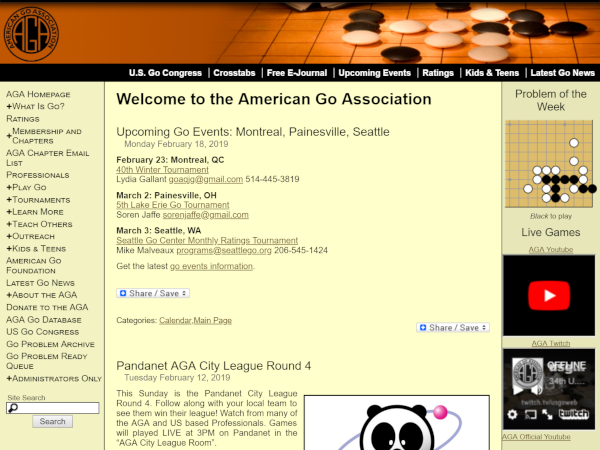 AMERICAN GO ASSOCIATION
AGA
U.S. Go Congress | Crosstabs | Free E-Journal | Upcoming Events | Ratings | Kids & Teens | Latest Go News
AGA Homepage
+What Is Go?
Ratings
+Membership and
Chapters
AGA Chapter Email
List
Professionals
+Play Go
+Tournaments
+Learn More
+Teach Others
+Outreach
+Kids & Teens
American Go
Foundation
Latest Go News
+About the AGA
Donate to the AGA
AGA Go Database
US Go Congress
Go Problem Archive
Go Problem Ready
Queue
+Administrators Only
Site Search
Search
Welcome to the American Go Association
Upcoming Go Events: Montreal, Painesville, Seattle
Monday February 18, 2019
February 23: Montreal, QC
40th Winter Tournament
Lydia Gallant goaqjg@gmail.com 514-445-3819
March 2: Painesville, OH
5th Lake Erie Go Tournament
Soren Jaffe sorenjaffe@gmail.com
March 3: Seattle, WA
Seattle Go Center Monthly Ratings Tournament
Mike Malveaux programs@seattlego.org 206-545-1424
Get the latest go events information.
Share / Save
Categories: Calendar,Main Page
Share / Save
Pandanet AGA City League Round 4
Tuesday February 12, 2019
This Sunday is the Pandanet City League
Round 4. Follow along with your local team to
see them win their league! Watch from many of
the AGA and US based Professionals. Games
will played LIVE at 3PM on Pandanet in the
“AGA City League Room”.
Problem of the
Week
Black to play
Live Games
AGA Youtube
AGA Twitch
OFFLINE
34th U....
twitch.tv/usgoweb
twitch
AGA Official Youtube